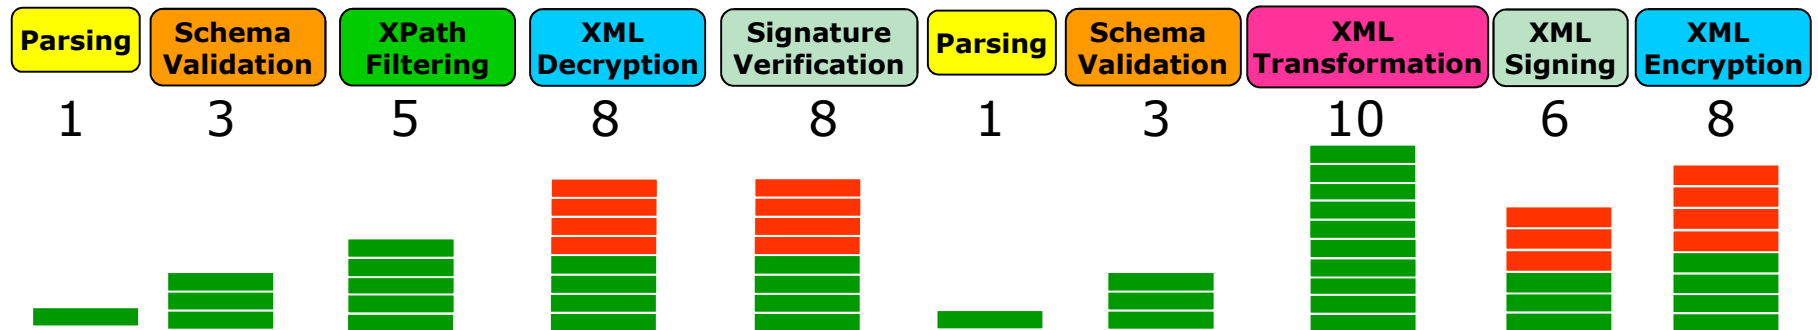 Parsing
Schema
Validation
XPath
Filtering
XML
Decryption
Signature
Verification
Parsing
Schema
Validation
XML
Transformation
XML
Signing
XML
Encryption
1 3 5 8 8 1 3 10 6 8